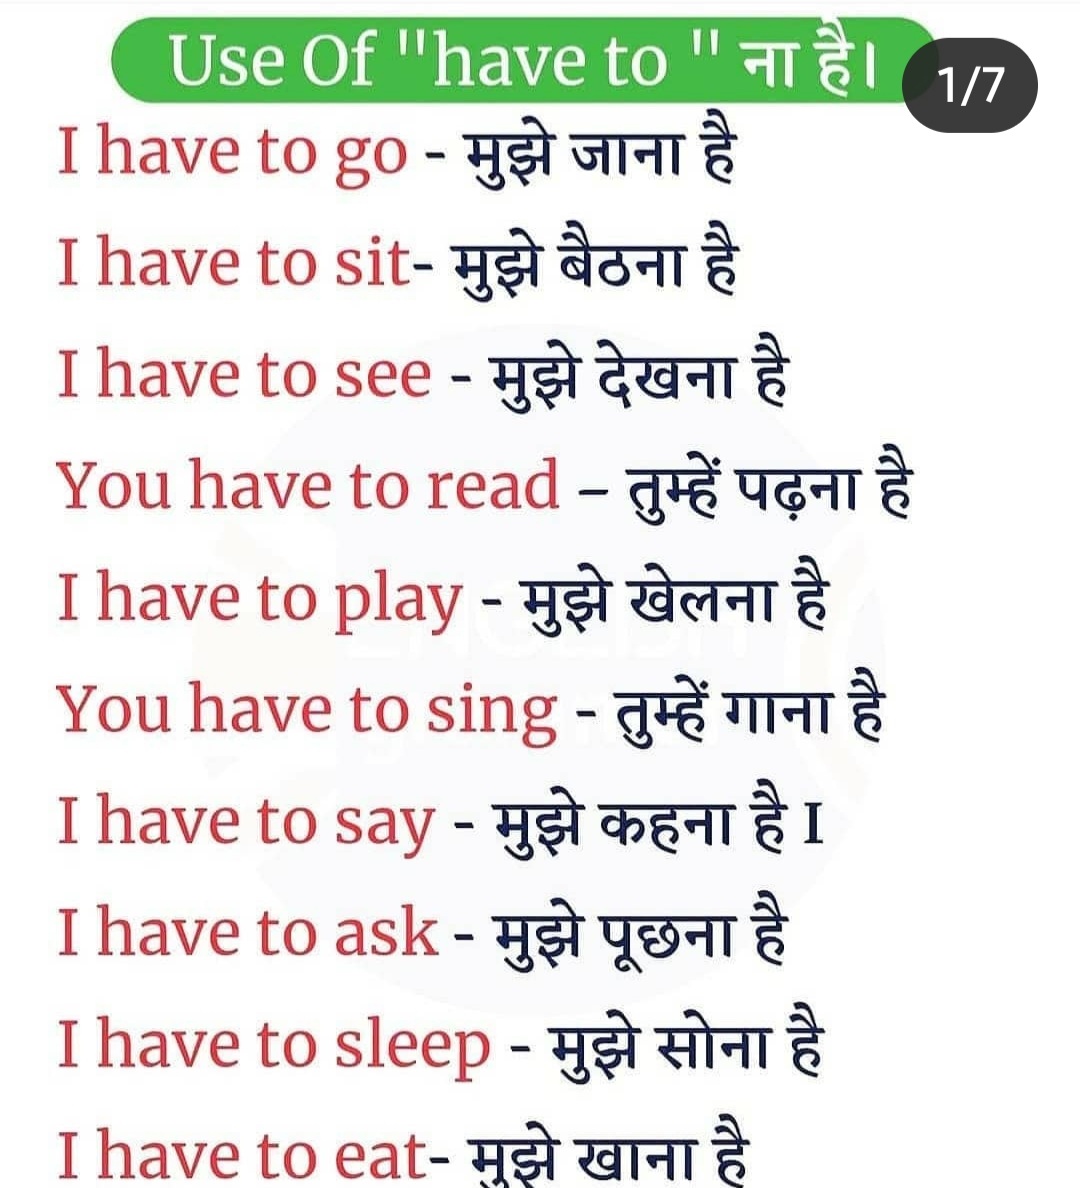 Use Of "have to " ना है।
1/7
I have to go - मुझे जाना है
I have to sit- मुझे बैठना है
I have to see - मुझे देखना है
You have to read – तुम्हें पढ़ना है
I have to play - मुझे खेलना है
You have to sing - तुम्हें गाना है
I have to say - मुझे कहना है I
I have to ask - मुझे पूछना है
I have to sleep - मुझे सोना है
I have to eat- मुझे खाना है